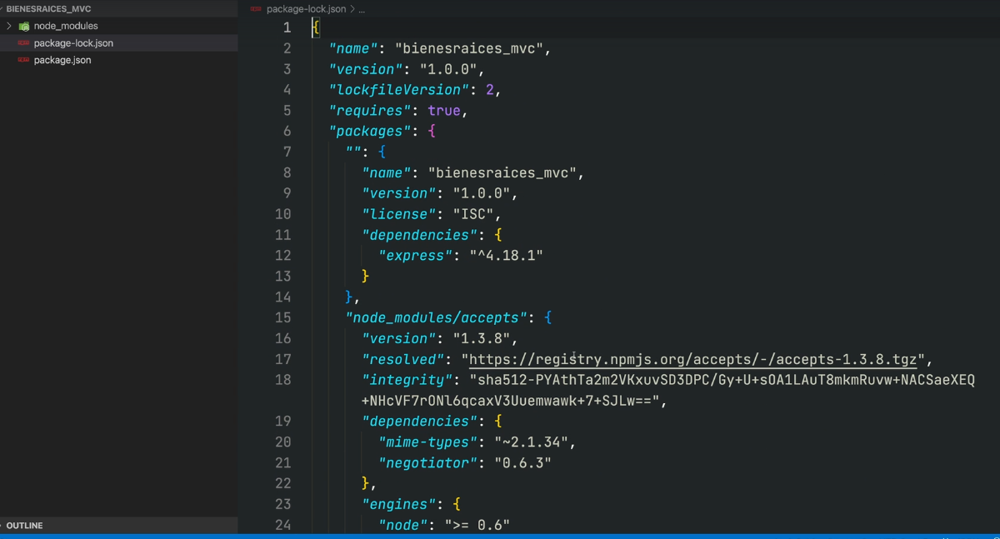 BIENESRAICES_MVC
node_modules
package-lock.json
package.json
OUTLINE
package-lock.json > ...
1 {
2 "name": "bienesraices_mvc",
3 "version": "1.0.0",
4 "lockfileVersion": 2,
5 "requires": true,
6 "packages": {
7 "": {
8 "name": "bienesraices_mvc",
9 "version": "1.0.0",
10 "license": "ISC",
11 "dependencies": {
12 "express": "^4.18.1"
13 }
14 },
15 "node_modules/accepts": {
16 "version": "1.3.8",
17 "resolved": "https://registry.npmjs.org/accepts/-/accepts-1.3.8.tgz",
18 "integrity": "sha512-PYAthTa2m2VKxuvSD3DPC/Gy+U+sOA1LAuT8mkmRuvw+NACSaeXEQ
+NHcVF7rONl6qcaxV3Uuemwawk+7+SJLw==",
19 "dependencies": {
20 "mime-types": "~2.1.34",
21 "negotiator": "0.6.3"
22 },
23 "engines": {
24 "node": ">= 0.6"